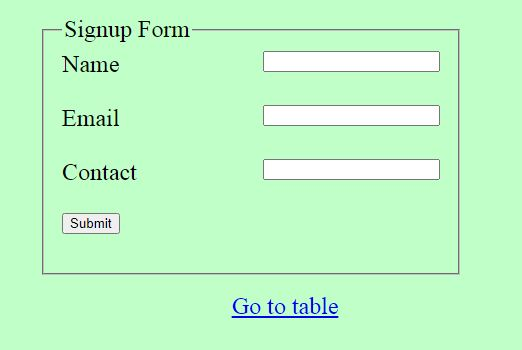 Signup Form
Name
Email
Contact
Submit
Go to table